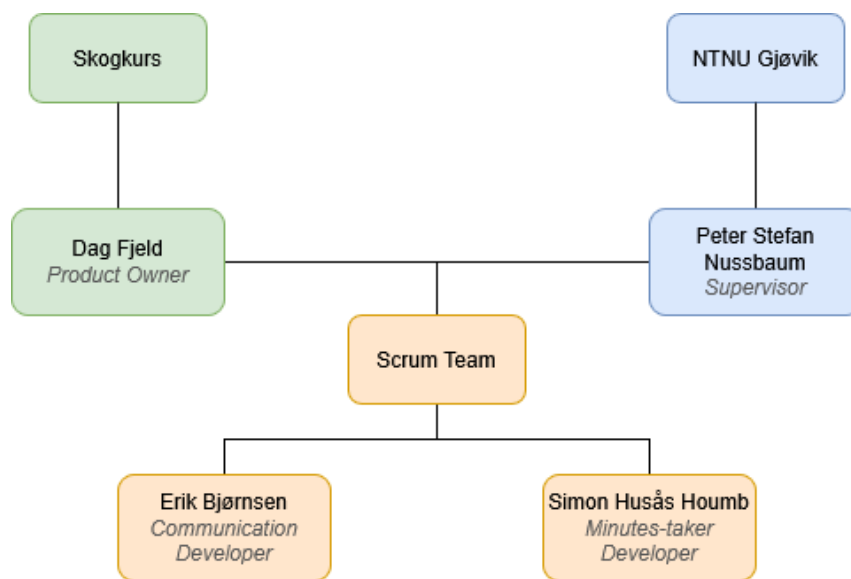 Skogkurs
NTNU Gjøvik
Dag Fjeld
Product Owner
Peter Stefan
Nussbaum
Supervisor
Scrum Team
Erik Bjørnsen
Communication
Developer
Simon Husås Houmb
Minutes-taker
Developer